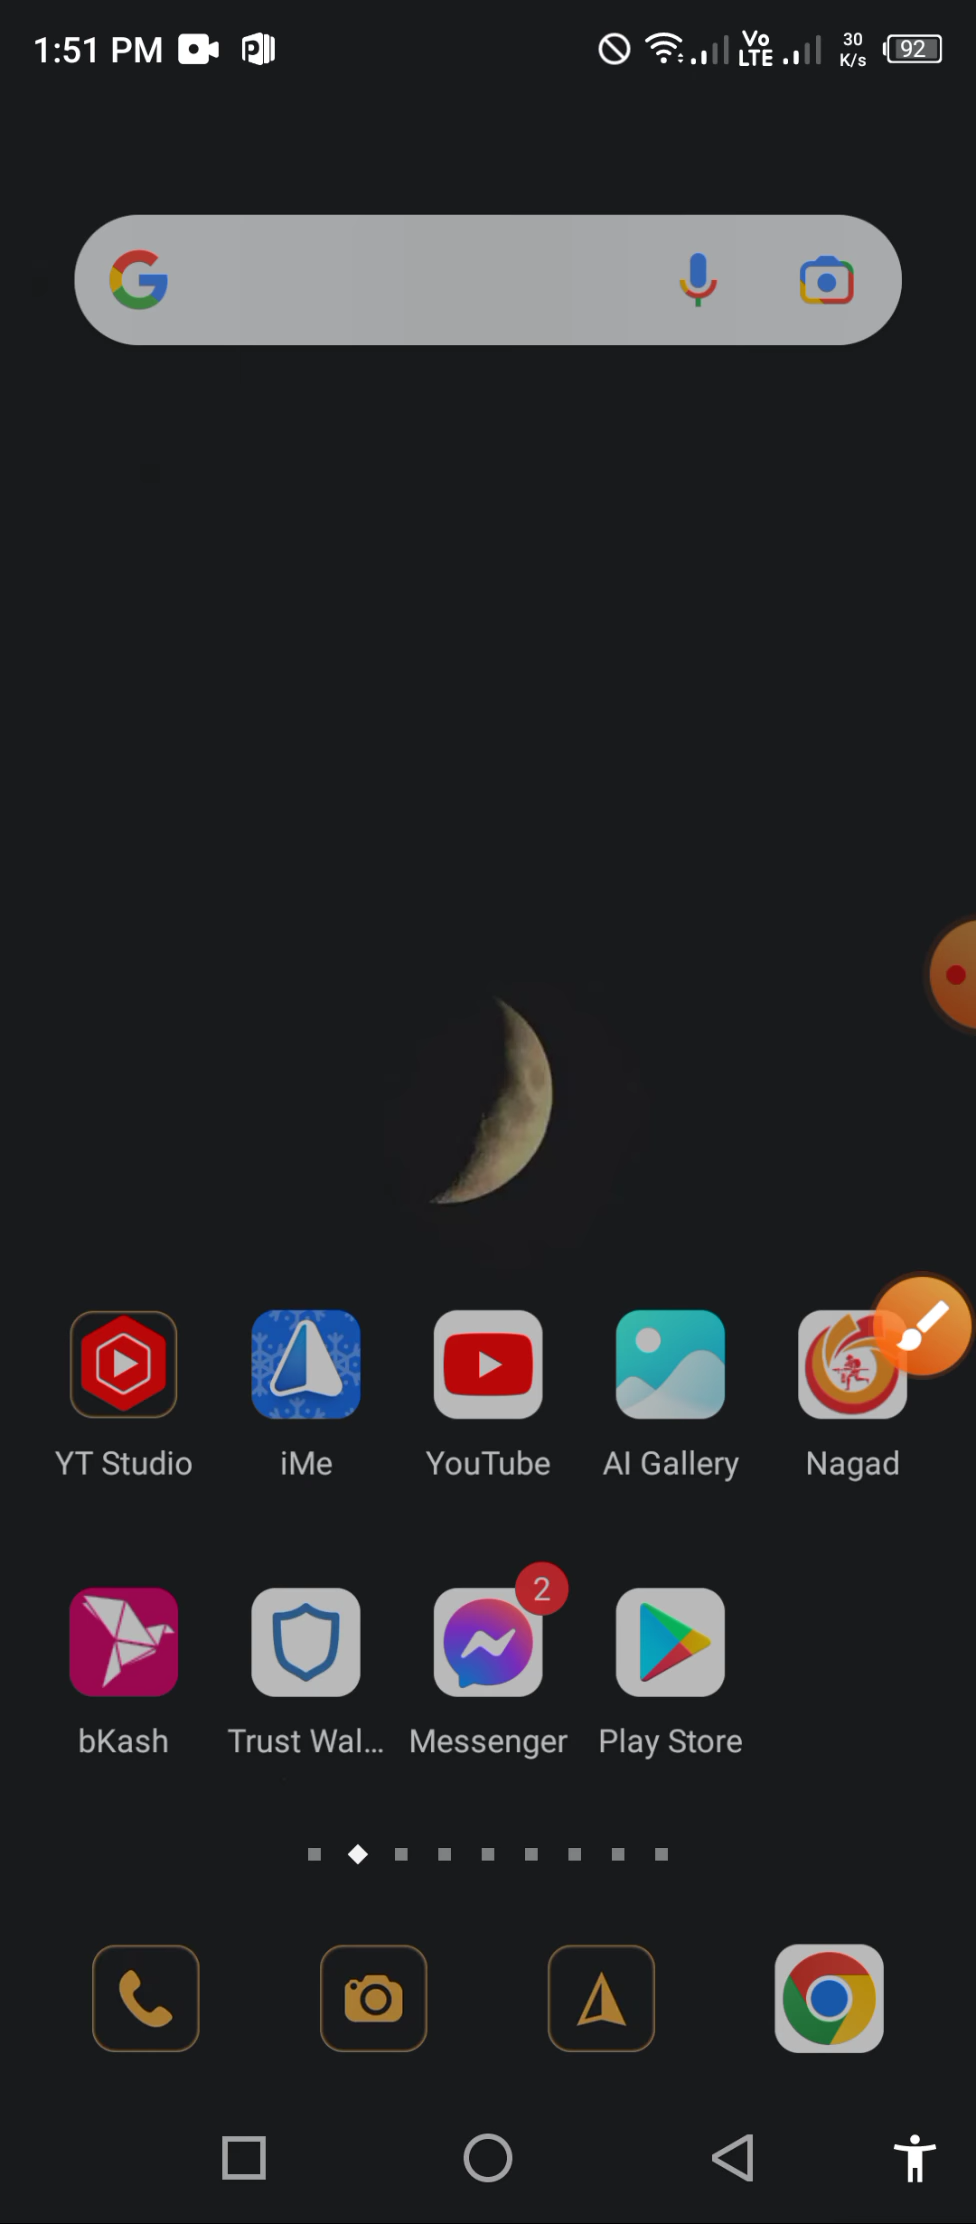 1:51 PM Vo LTE 30 K/s 92
YT Studio iMe YouTube AI Gallery Nagad
2
bKash Trust Wal... Messenger Play Store